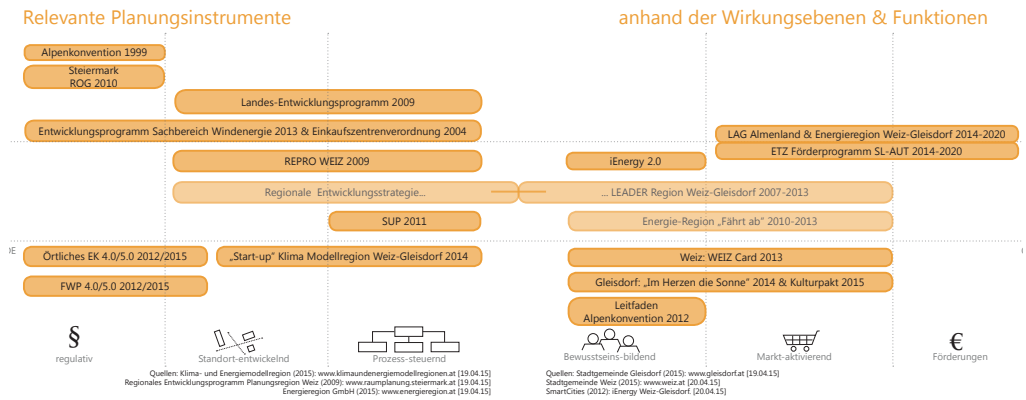 Relevante Planungsinstrumente
anhand der Wirkungsebenen & Funktionen
Alpenkonvention 1999
Steiermark
ROG 2010
Landes-Entwicklungsprogramm 2009
Entwicklungsprogramm Sachbereich Windenergie 2013 & Einkaufszentrenverordnung 2004
LAG Almenland & Energieregion Weiz-Gleisdorf 2014-2020
ETZ Förderprogramm SL-AUT 2014-2020
REPRO WEIZ 2009
iEnergy 2.0
Regionale Entwicklungsstrategie...
... LEADER Region Weiz-Gleisdorf 2007-2013
SUP 2011
Energie-Region „Fährt ab" 2010-2013
Örtliches EK 4.0/5.0 2012/2015
„Start-up" Klima Modellregion Weiz-Gleisdorf 2014
Weiz: WEIZ Card 2013
FWP 4.0/5.0 2012/2015
Gleisdorf: „Im Herzen die Sonne" 2014 & Kulturpakt 2015
Leitfaden
Alpenkonvention 2012
§
€
regulativ
Standort-entwickelnd
Prozess-steuernd
Bewusstseins-bildend
Markt-aktivierend
Förderungen
Quellen: Klima- und Energiemodellregion (2015): www.klimaundenergiemodellregionen.at [19.04.15]
Regionales Entwicklungsprogramm Planungsregion Weiz (2009): www.raumplanung.steiermark.at [19.04.15]
Energieregion GmbH (2015): www.energieregion.at [19.04.15]
Quellen: Stadtgemeinde Gleisdorf (2015): www.gleisdorf.at [19.04.15]
Stadtgemeinde Weiz (2015): www.weiz.at [20.04.15]
SmartCities (2012): iEnergy Weiz-Gleisdorf. [20.04.15]